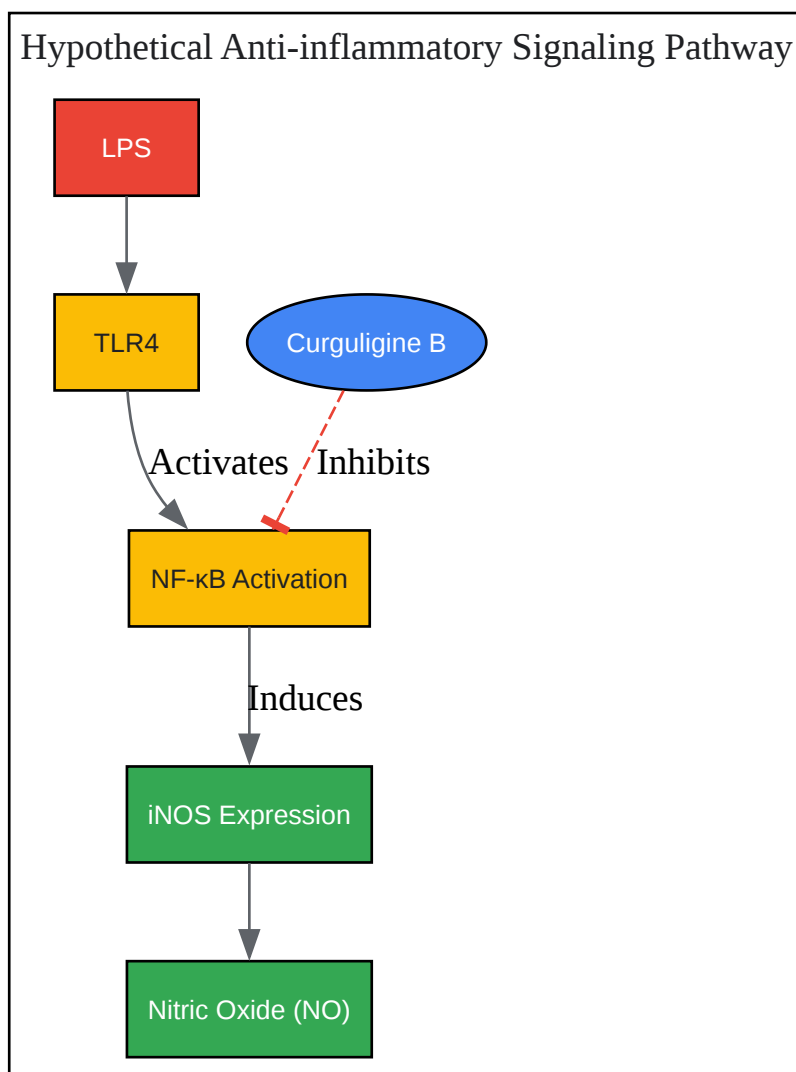 Hypothetical Anti-inflammatory Signaling Pathway
LPS
TLR4
Curguligine B
Activates
Inhibits
NF-κB Activation
Induces
iNOS Expression
Nitric Oxide (NO)